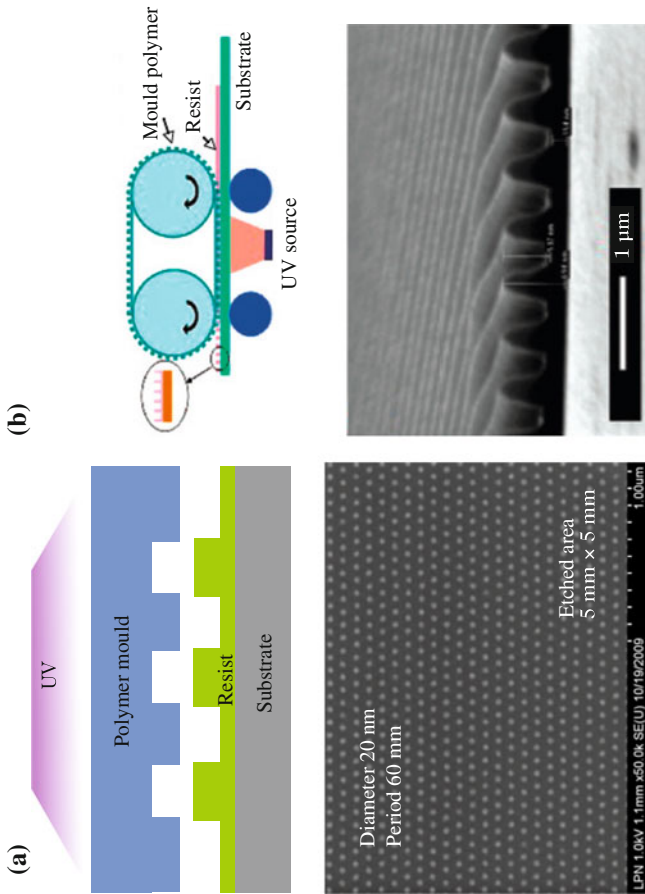 (a)
UV
Polymer mould
Resist
Substrate
Diameter 20 nm
Period 60 mm
Etched area
5 mm × 5 mm
LPN 1.0kV 1.1mm x50.0k SE(U) 10/19/2009
1.00um
(b)
Mould polymer
Resist
Substrate
UV source
1 μm